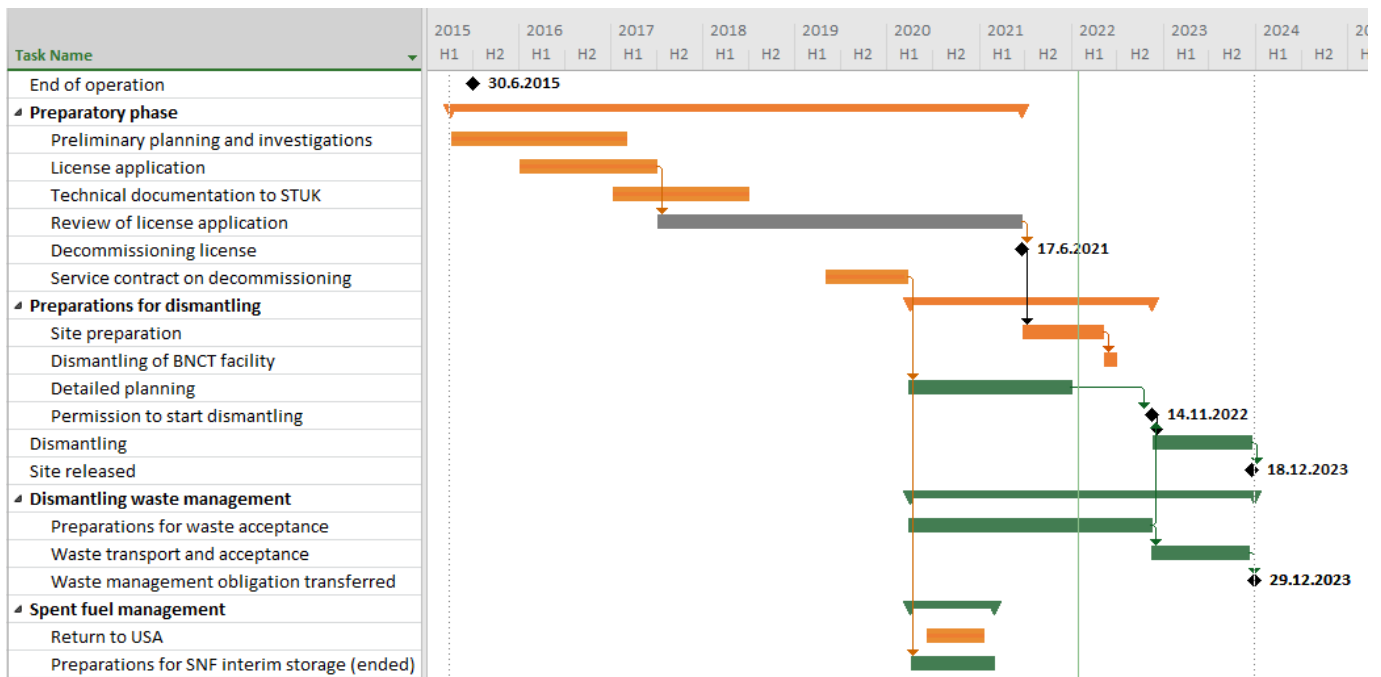 2015 2016 2017 2018 2019 2020 2021 2022 2023 2024 20
Task Name H1 H2 H1 H2 H1 H2 H1 H2 H1 H2 H1 H2 H1 H2 H1 H2 H1 H2 H1 H2 H
End of operation 30.6.2015
Preparatory phase
Preliminary planning and investigations
License application
Technical documentation to STUK
Review of license application
Decommissioning license 17.6.2021
Service contract on decommissioning
Preparations for dismantling
Site preparation
Dismantling of BNCT facility
Detailed planning
Permission to start dismantling 14.11.2022
Dismantling
Site released 18.12.2023
Dismantling waste management
Preparations for waste acceptance
Waste transport and acceptance
Waste management obligation transferred 29.12.2023
Spent fuel management
Return to USA
Preparations for SNF interim storage (ended)